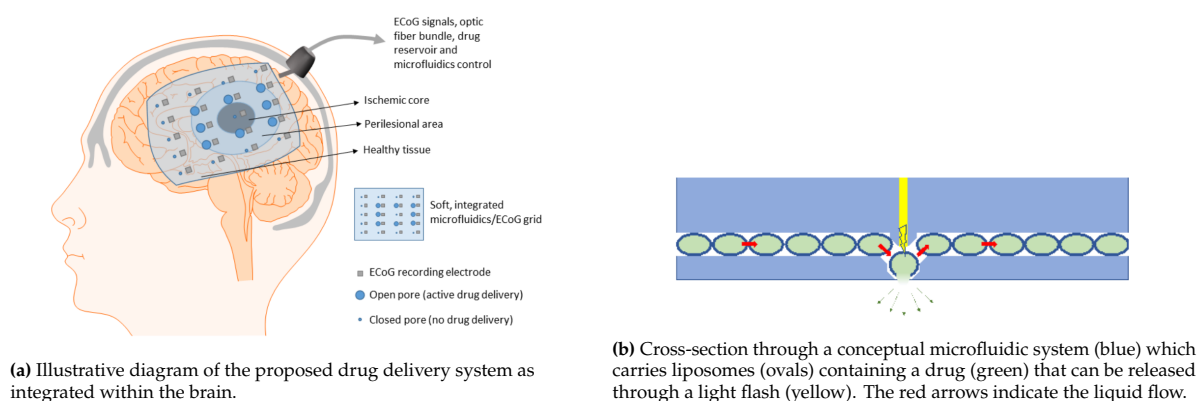 ECoG signals, optic
fiber bundle, drug
reservoir and
microfluidics control
Ischemic core
Perilesional area
Healthy tissue
Soft, integrated
microfluidics/ECoG grid
ECoG recording electrode
Open pore (active drug delivery)
Closed pore (no drug delivery)
(a) Illustrative diagram of the proposed drug delivery system as
integrated within the brain.
(b) Cross-section through a conceptual microfluidic system (blue) which
carries liposomes (ovals) containing a drug (green) that can be released
through a light flash (yellow). The red arrows indicate the liquid flow.